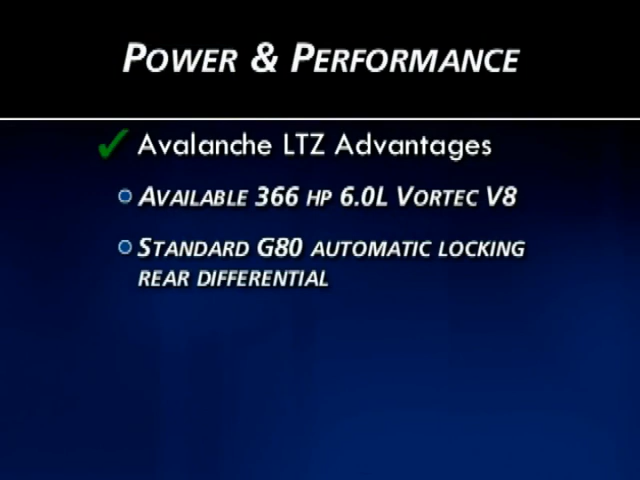 POWER & PERFORMANCE
Avalanche LTZ Advantages
AVAILABLE 366 HP 6.0L VORTEC V8
STANDARD G80 AUTOMATIC LOCKING
REAR DIFFERENTIAL